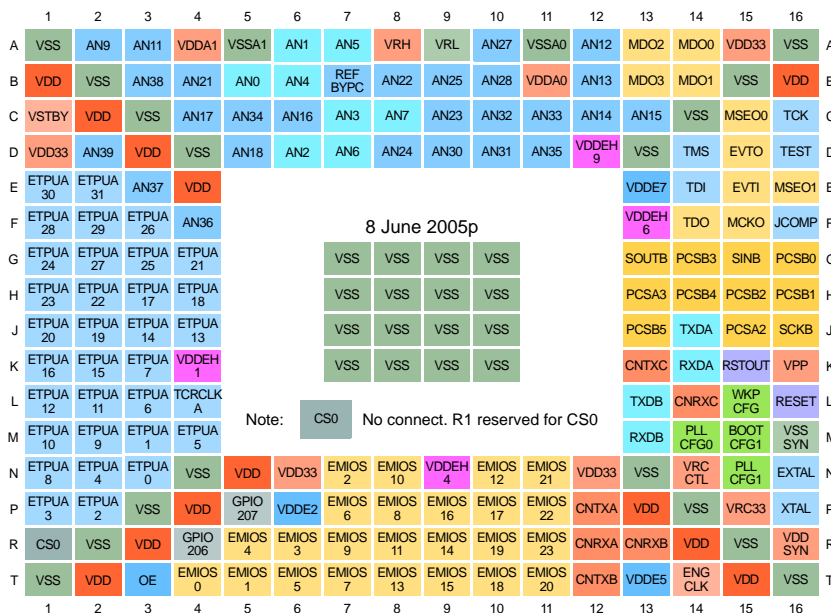 1 2 3 4 5 6 7 8 9 10 11 12 13 14 15 16
A VSS AN9 AN11 VDDA1 VSSA1 AN1 AN5 VRH VRL AN27 VSSA0 AN12 MDO2 MDO0 VDD33 VSS A
B VDD VSS AN38 AN21 AN0 AN4 REF BYPC AN22 AN25 AN28 VDDA0 AN13 MDO3 MDO1 VSS VDD B
C VSTBY VDD VSS AN17 AN34 AN16 AN3 AN7 AN23 AN32 AN33 AN14 AN15 VSS MSEO0 TCK C
D VDD33 AN39 VDD VSS AN18 AN2 AN6 AN24 AN30 AN31 AN35 VDDEH 9 VSS TMS EVTO TEST D
E ETPUA 30 ETPUA 31 AN37 VDD VDDE7 TDI EVTI MSEO1 E
F ETPUA 28 ETPUA 29 ETPUA 26 AN36 8 June 2005p VDDEH 6 TDO MCKO JCOMP F
G ETPUA 24 ETPUA 27 ETPUA 25 ETPUA 21 VSS VSS VSS VSS SOUTB PCSB3 SINB PCSB0 G
H ETPUA 23 ETPUA 22 ETPUA 17 ETPUA 18 VSS VSS VSS VSS PCSA3 PCSB4 PCSB2 PCSB1 H
J ETPUA 20 ETPUA 19 ETPUA 14 ETPUA 13 VSS VSS VSS VSS PCSB5 TXDA PCSA2 SCKB J
K ETPUA 16 ETPUA 15 ETPUA 7 VDDEH 1 VSS VSS VSS VSS CNTXC RXDA RSTOUT VPP K
L ETPUA 12 ETPUA 11 ETPUA 6 TCRCLK A Note: CS0 No connect. R1 reserved for CS0 TXDB CNRXC WKP CFG RESET L
M ETPUA 10 ETPUA 9 ETPUA 1 ETPUA 5 RXDB PLL CFG0 BOOT CFG1 VSS SYN M
N ETPUA 8 ETPUA 4 ETPUA 0 VSS VDD VDD33 EMIOS 2 EMIOS 10 VDDEH 4 EMIOS 12 EMIOS 21 VDD33 VSS VRC CTL PLL CFG1 EXTAL N
P ETPUA 3 ETPUA 2 VSS VDD GPIO 207 VDDE2 EMIOS 6 EMIOS 8 EMIOS 16 EMIOS 17 EMIOS 22 CNTXA VDD VSS VRC33 XTAL P
R CS0 VSS VDD GPIO 206 EMIOS 4 EMIOS 3 EMIOS 9 EMIOS 11 EMIOS 14 EMIOS 19 EMIOS 23 CNRXA CNRXB VDD VSS VDD SYN R
T VSS VDD OE EMIOS 0 EMIOS 1 EMIOS 5 EMIOS 7 EMIOS 13 EMIOS 15 EMIOS 18 EMIOS 20 CNTXB VDDE5 ENG CLK VDD VSS T
1 2 3 4 5 6 7 8 9 10 11 12 13 14 15 16